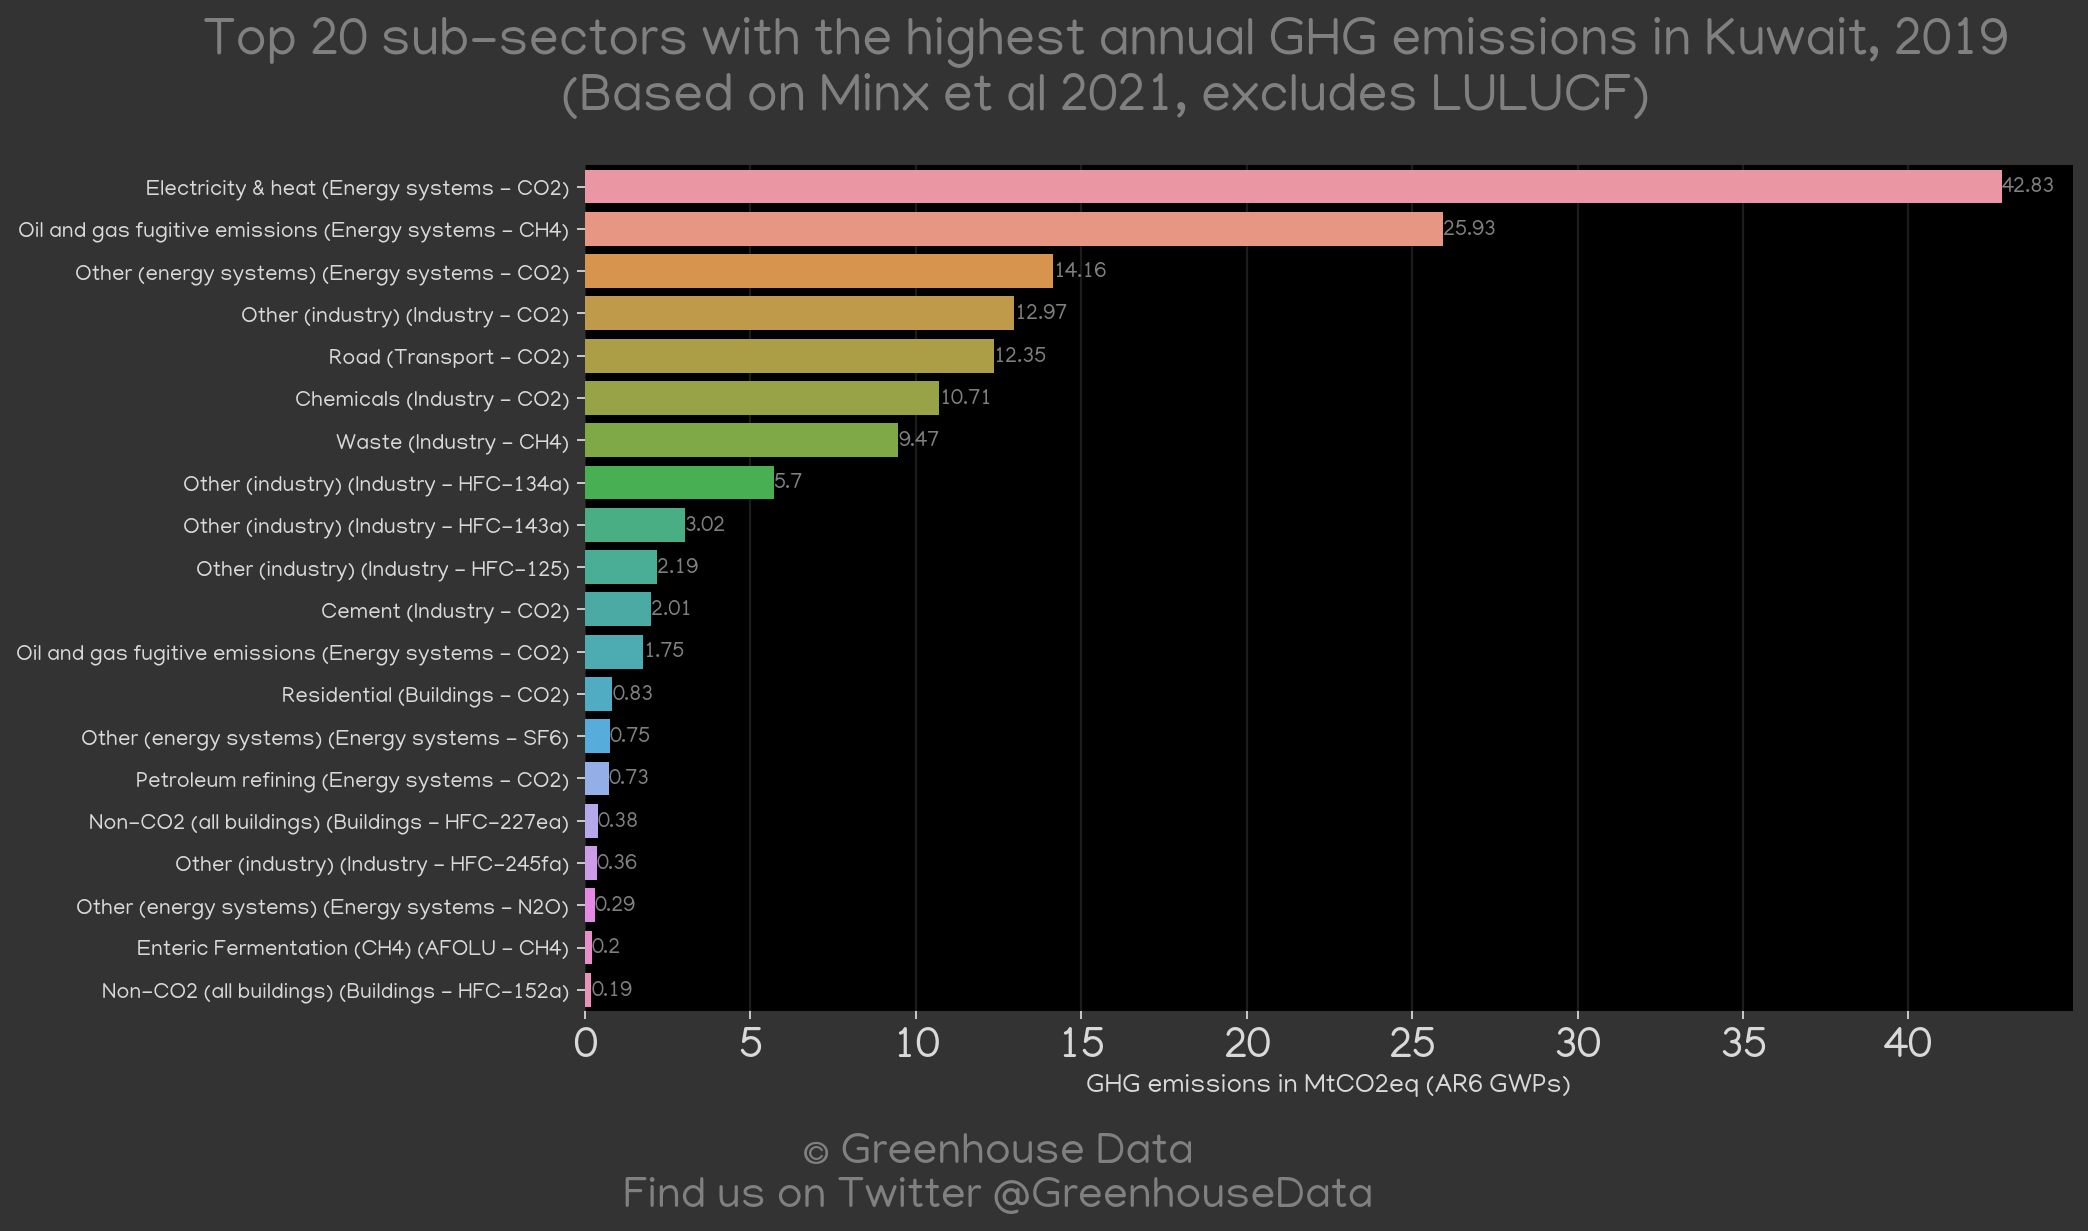 Top 20 sub-sectors with the highest annual GHG emissions in Kuwait, 2019
(Based on Minx et al 2021, excludes LULUCF)
Electricity & heat (Energy systems - CO2) 42.83
Oil and gas fugitive emissions (Energy systems - CH4) 25.93
Other (energy systems) (Energy systems - CO2) 14.16
Other (industry) (Industry - CO2) 12.97
Road (Transport - CO2) 12.35
Chemicals (Industry - CO2) 10.71
Waste (Industry - CH4) 9.47
Other (industry) (Industry - HFC-134a) 5.7
Other (industry) (Industry - HFC-143a) 3.02
Other (industry) (Industry - HFC-125) 2.19
Cement (Industry - CO2) 2.01
Oil and gas fugitive emissions (Energy systems - CO2) 1.75
Residential (Buildings - CO2) 0.83
Other (energy systems) (Energy systems - SF6) 0.75
Petroleum refining (Energy systems - CO2) 0.73
Non-CO2 (all buildings) (Buildings - HFC-227ea) 0.38
Other (industry) (Industry - HFC-245fa) 0.36
Other (energy systems) (Energy systems - N2O) 0.29
Enteric Fermentation (CH4) (AFOLU - CH4) 0.2
Non-CO2 (all buildings) (Buildings - HFC-152a) 0.19
0 5 10 15 20 25 30 35 40
GHG emissions in MtCO2eq (AR6 GWPs)
© Greenhouse Data
Find us on Twitter @GreenhouseData